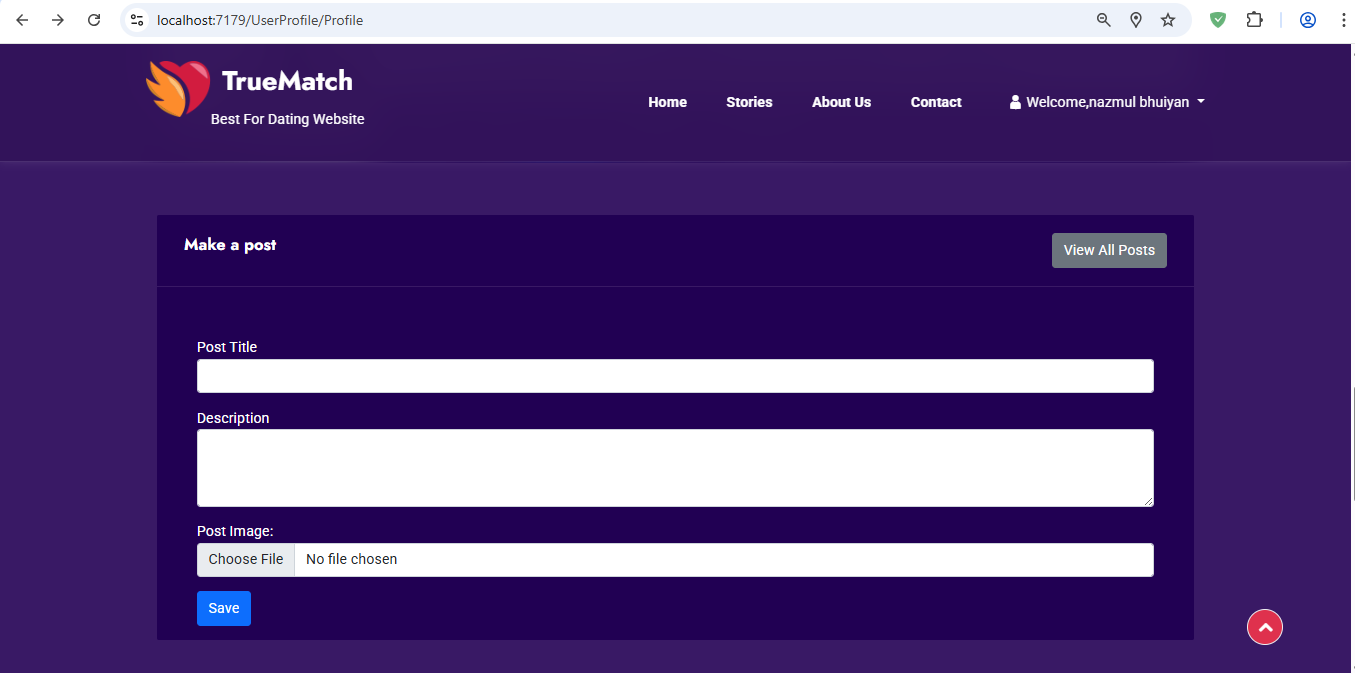 localhost:7179/UserProfile/Profile
TrueMatch
Best For Dating Website
Home Stories About Us Contact Welcome,nazmul bhuiyan
Make a post View All Posts
Post Title
Description
Post Image:
Choose File No file chosen
Save